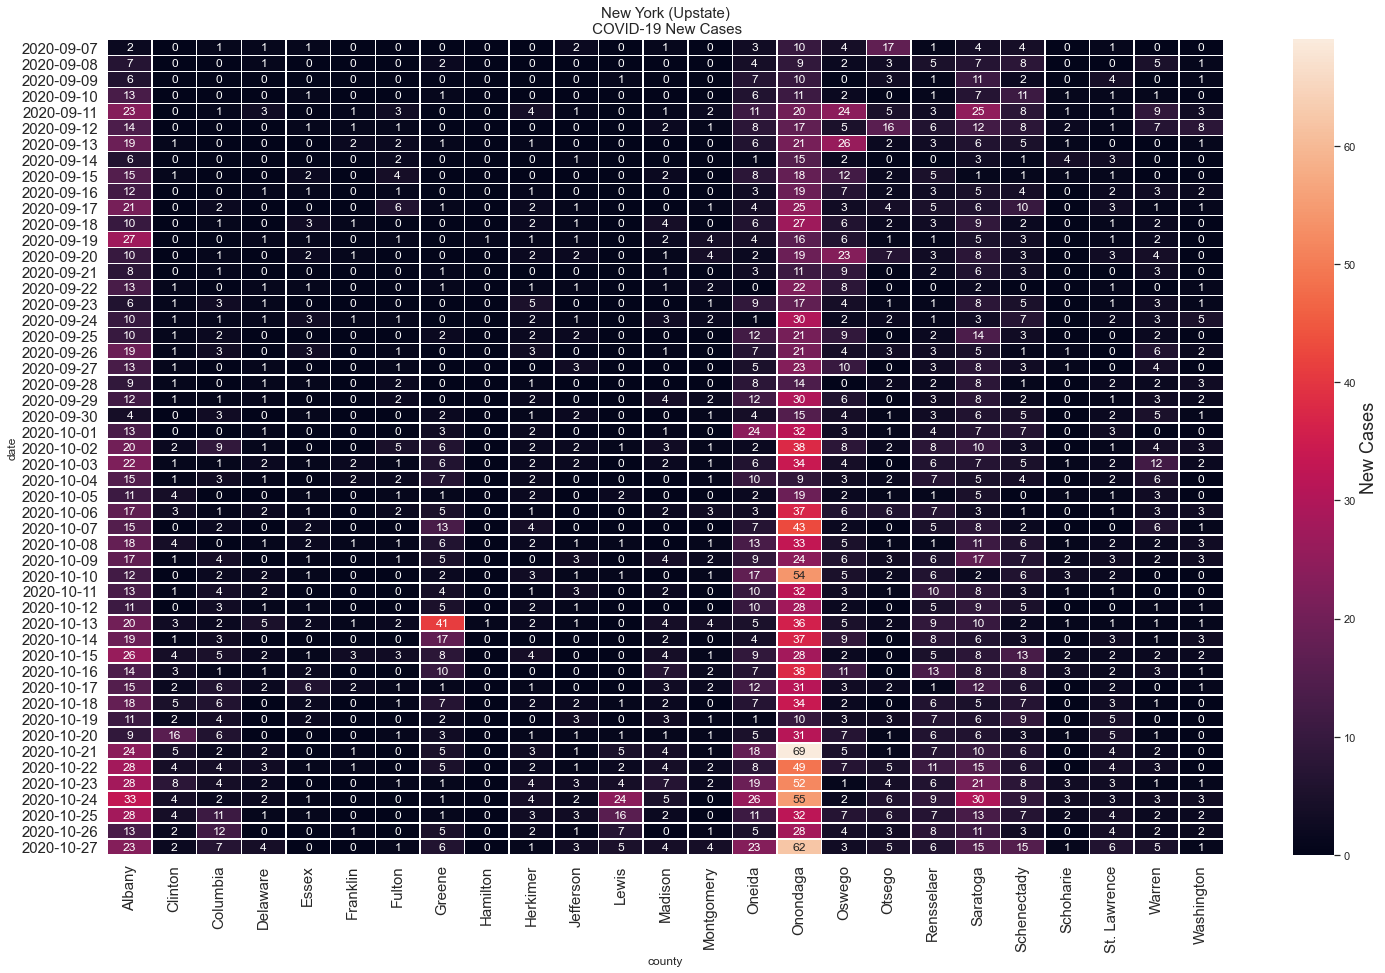 New York (Upstate)
COVID-19 New Cases
2020-09-07 2 0 1 1 1 0 0 0 0 0 2 0 1 0 3 10 4 17 1 4 4 0 1 0 0
2020-09-08 7 0 0 1 0 0 0 2 0 0 0 0 0 0 4 9 2 3 5 7 8 0 0 5 1
2020-09-09 6 0 0 0 0 0 0 0 0 0 0 1 0 0 7 10 0 3 1 11 2 0 4 0 1
2020-09-10 13 0 0 0 0 0 0 1 0 0 0 0 0 0 6 11 2 0 1 7 11 1 1 1 0
2020-09-11 23 0 1 3 0 1 3 0 0 4 1 0 1 2 11 20 24 5 3 25 8 1 1 9 3
2020-09-12 14 0 0 0 1 1 1 0 0 0 0 0 2 1 8 17 5 16 6 12 8 2 1 7 8
2020-09-13 19 1 0 0 0 2 2 1 0 1 0 0 0 0 6 21 26 2 3 6 5 1 0 0 1
2020-09-14 6 0 0 0 0 0 2 0 0 0 1 0 0 0 1 15 2 0 0 3 1 4 3 0 0
2020-09-15 15 1 0 0 2 0 4 0 0 0 0 0 2 0 8 18 12 2 5 1 1 1 1 0 0
2020-09-16 12 0 0 1 1 0 1 0 0 1 0 0 0 0 3 19 7 2 3 5 4 0 2 3 2
2020-09-17 21 0 2 0 0 0 6 1 0 2 1 0 0 1 4 25 3 4 5 6 10 0 3 1 1
2020-09-18 10 0 1 0 3 1 0 0 0 2 1 0 4 0 6 27 6 2 3 9 2 0 1 2 0
2020-09-19 27 0 0 1 1 0 1 0 1 1 1 0 2 4 4 16 6 1 1 5 3 0 1 2 0
2020-09-20 10 0 1 0 2 1 0 0 0 2 2 0 1 4 2 19 23 7 3 8 3 0 3 4 0
2020-09-21 8 0 1 0 0 0 0 1 0 0 0 0 0 0 3 11 9 0 2 6 3 0 0 3 0
2020-09-22 13 1 0 1 1 0 0 1 0 1 1 0 1 2 0 22 8 0 0 2 0 0 1 0 1
2020-09-23 6 1 3 1 0 0 0 0 0 5 0 0 0 1 9 17 4 1 1 8 5 0 1 3 1
2020-09-24 10 1 1 1 3 1 1 0 0 2 1 0 3 2 1 30 2 2 1 3 7 0 2 3 5
2020-09-25 10 1 2 0 0 0 0 2 0 2 2 0 0 0 12 21 9 0 2 14 3 0 0 2 0
2020-09-26 19 1 3 0 3 0 1 0 0 3 0 0 1 0 7 21 4 3 3 5 1 1 0 6 2
2020-09-27 13 1 0 1 0 0 1 0 0 0 3 0 0 0 5 23 10 0 3 8 3 1 0 4 0
2020-09-28 9 1 0 1 1 0 2 0 0 1 0 0 0 0 8 14 0 2 2 8 1 0 2 2 3
2020-09-29 12 1 1 1 0 0 2 0 0 2 0 0 4 2 12 30 6 0 3 8 2 0 1 3 2
2020-09-30 4 0 3 0 1 0 0 2 0 1 2 0 0 1 4 15 4 1 3 6 5 0 2 5 1
2020-10-01 13 0 0 1 0 0 0 3 0 2 0 0 1 0 24 32 3 1 4 7 7 0 3 0 0
2020-10-02 20 2 9 1 0 0 5 6 0 2 2 1 3 1 2 38 8 2 8 10 3 0 1 4 3
2020-10-03 22 1 1 2 1 2 1 6 0 2 2 0 2 1 6 34 4 0 6 7 5 1 2 12 2
2020-10-04 15 1 3 1 0 2 2 7 0 2 0 0 0 1 10 9 3 2 7 5 4 0 2 6 0
2020-10-05 11 4 0 0 1 0 1 1 0 2 0 2 0 0 2 19 2 1 1 5 0 1 1 3 0
2020-10-06 17 3 1 2 1 0 2 5 0 1 0 0 2 3 3 37 6 6 7 3 1 0 1 3 3
2020-10-07 15 0 2 0 2 0 0 13 0 4 0 0 0 0 7 43 2 0 5 8 2 0 0 6 1
2020-10-08 18 4 0 1 2 1 1 6 0 2 1 1 0 1 13 33 5 1 1 11 6 1 2 2 3
2020-10-09 17 1 4 0 1 0 1 5 0 0 3 0 4 2 9 24 6 3 6 17 7 2 3 2 3
2020-10-10 12 0 2 2 1 0 0 2 0 3 1 1 0 1 17 54 5 2 6 2 6 3 2 0 0
2020-10-11 13 1 4 2 0 0 0 4 0 1 3 0 2 0 10 32 3 1 10 8 3 1 1 0 0
2020-10-12 11 0 3 1 1 0 0 5 0 2 1 0 0 0 10 28 2 0 5 9 5 0 0 1 1
2020-10-13 20 3 2 5 2 1 2 41 1 2 1 0 4 4 5 36 5 2 9 10 2 1 1 1 1
2020-10-14 19 1 3 0 0 0 0 17 0 0 0 0 2 0 4 37 9 0 8 6 3 0 3 1 3
2020-10-15 26 4 5 2 1 3 3 8 0 4 0 0 4 1 9 28 2 0 5 8 13 2 2 2 2
2020-10-16 14 3 1 1 2 0 0 10 0 0 0 0 7 2 7 38 11 0 13 8 8 3 2 3 1
2020-10-17 15 2 6 2 6 2 1 1 0 1 0 0 3 2 12 31 3 2 1 12 6 0 2 0 1
2020-10-18 18 5 6 0 2 0 1 7 0 2 2 1 2 0 7 34 2 0 6 5 7 0 3 1 0
2020-10-19 11 2 4 0 2 0 0 2 0 0 3 0 3 1 1 10 3 3 7 6 9 0 5 0 0
2020-10-20 9 16 6 0 0 0 1 3 0 1 1 1 1 1 5 31 7 1 6 6 3 1 5 1 0
2020-10-21 24 5 2 2 0 1 0 5 0 3 1 5 4 1 18 69 5 1 7 10 6 0 4 2 0
2020-10-22 28 4 4 3 1 1 0 5 0 2 1 2 4 2 8 49 7 5 11 15 6 0 4 3 0
2020-10-23 28 8 4 2 0 0 1 1 0 4 3 4 7 2 19 52 1 4 6 21 8 3 3 1 1
2020-10-24 33 4 2 2 1 0 0 1 0 4 2 24 5 0 26 55 2 6 9 30 9 3 3 3 3
2020-10-25 28 4 11 1 1 0 0 1 0 3 3 16 2 0 11 32 7 6 7 13 7 2 4 2 2
2020-10-26 13 2 12 0 0 1 0 5 0 2 1 7 0 1 5 28 4 3 8 11 3 0 4 2 2
2020-10-27 23 2 7 4 0 0 1 6 0 1 3 5 4 4 23 62 3 5 6 15 15 1 6 5 1
date
Albany Clinton Columbia Delaware Essex Franklin Fulton Greene Hamilton Herkimer Jefferson Lewis Madison Montgomery Oneida Onondaga Oswego Otsego Rensselaer Saratoga Schenectady Schoharie St. Lawrence Warren Washington
county
60
50
40
30
20
10
0
New Cases